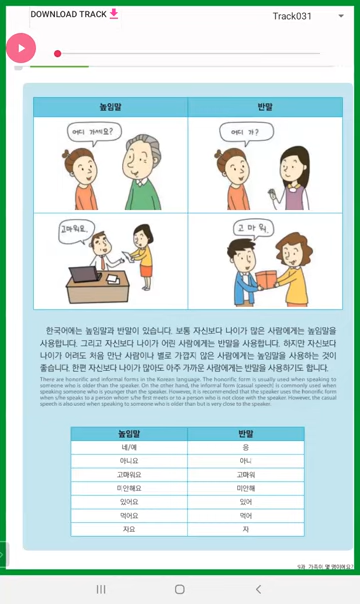 DOWNLOAD TRACK
Track031
높임말 반말
어디 가세요?
어디 가?
고마워요.
고마워.
한국어에는 높임말과 반말이 있습니다. 보통 자신보다 나이가 많은 사람에게는 높임말을
사용합니다. 그리고 자신보다 나이가 어린 사람에게는 반말을 사용합니다. 하지만 자신보다
나이가 어려도 처음 만난 사람이나 별로 가깝지 않은 사람에게는 높임말을 사용하는 것이
좋습니다. 한편 자신보다 나이가 많아도 아주 가까운 사람에게는 반말을 사용하기도 합니다.
There are honorific and informal forms in the Korean language. The honorific form is usually used when speaking to
someone who is older than the speaker. On the other hand, the informal form (casual speech) is commonly used when
speaking someone who is younger than the speaker. However, it is recommended that the speaker uses the honorific form
when s/he speaks to a person whom s/he first meets or to a person who is not close with the speaker. However, the casual
speech is also used when speaking to someone who is older than but is very close to the speaker.
높임말 반말
네/예 응
아니요 아니
고마워요 고마워
미안해요 미안해
있어요 있어
먹어요 먹어
자요 자
가족이 몇 명이에요?